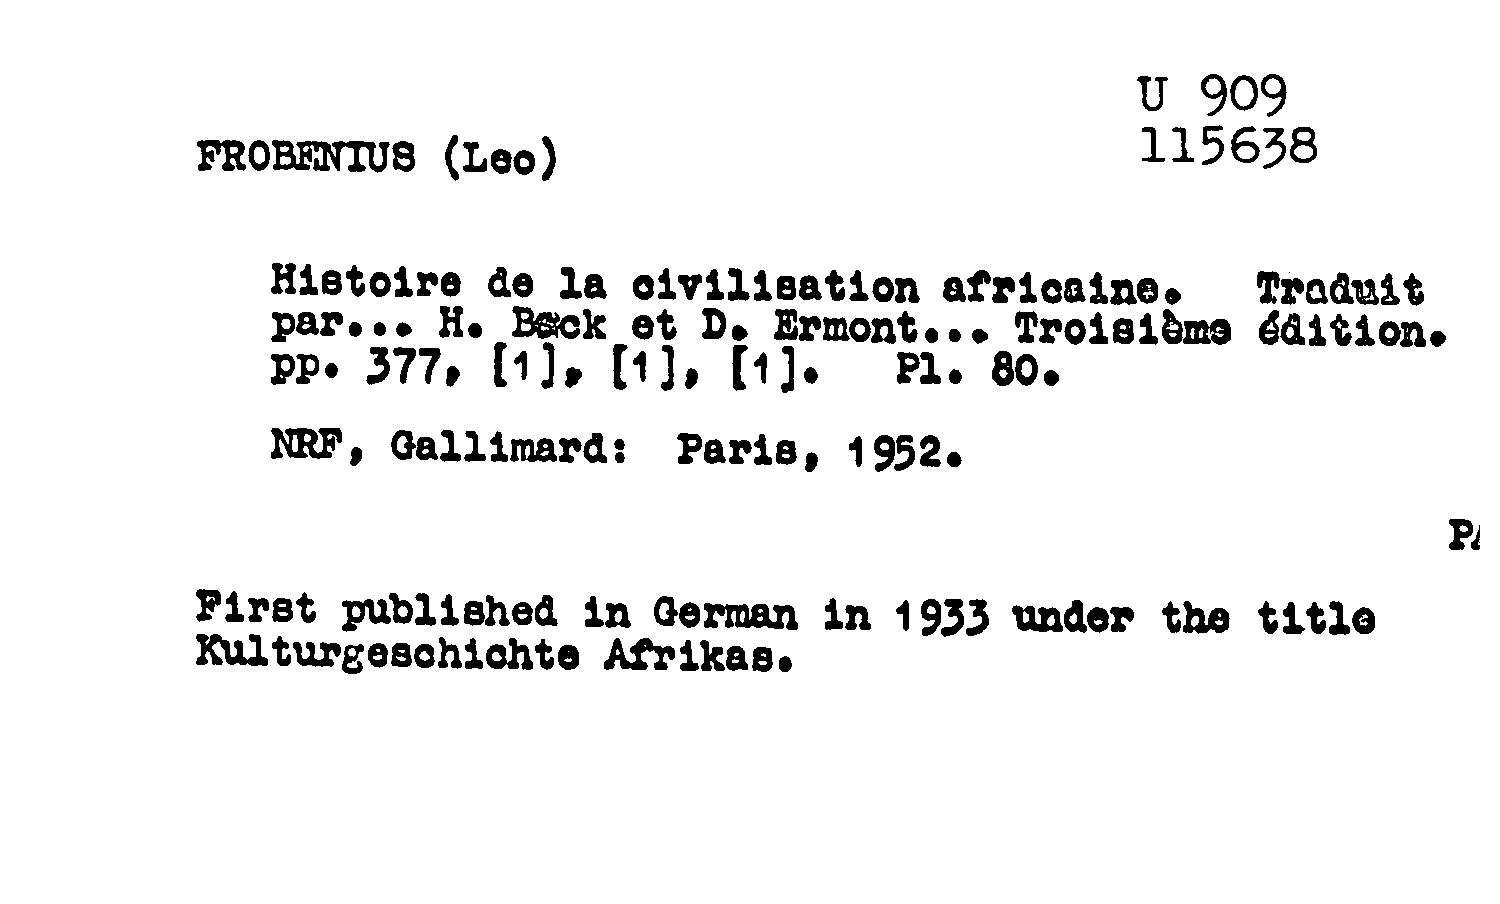 U 909
115638
FROBENIUS (Leo)
Histoire de la civilisation africaine. Traduit
par... H. Back et D. Ermont... Troisième édition.
pp. 377, [1], [1], [1]. Pl. 80.
NRF, Gallimard: Paris, 1952.
First published in German in 1933 under the title
Kulturgeschichte Afrikas.